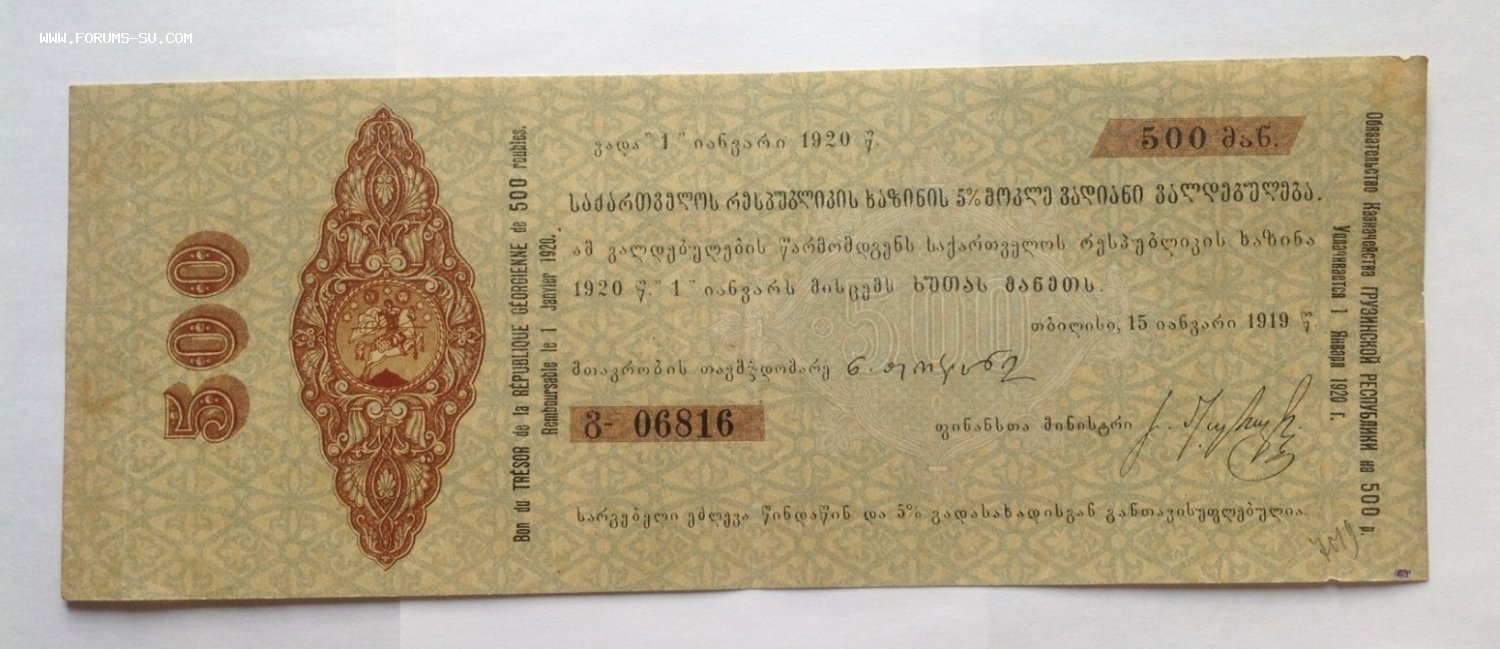 WWW.FORUMS-SU.COM
500
Bon du TRÉSOR de la RÉPUBLIQUE GÉORGIENNE de 500 roubles.
Remboursable le 1 Janvier 1920.
ვადა "1" იანვარი 1920 წ.
500 მან.
საქართველოს რესპუბლიკის ხაზინის 5% მოკლე ვადიანი ვალდებულება.
ამ ვალდებულების წარმომდგენს საქართველოს რესპუბლიკის ხაზინა
1920 წ. "1" იანვარს მისცემს ხუთას მანეთს.
500
თბილისი, 15 იანვარი 1919 წ.
მთავრობის თავმჯდომარე
ვ- 06816
ფინანსთა მინისტრი
სარგებელი ეძლევა წინდაწინ და 5% გადასახადისგან განთავისუფლებულია.
Обязательство Казначейства ГРУЗИНСКОЙ РЕСПУБЛИКИ на 500 р.
Уплачивается 1 Января 1920 г.